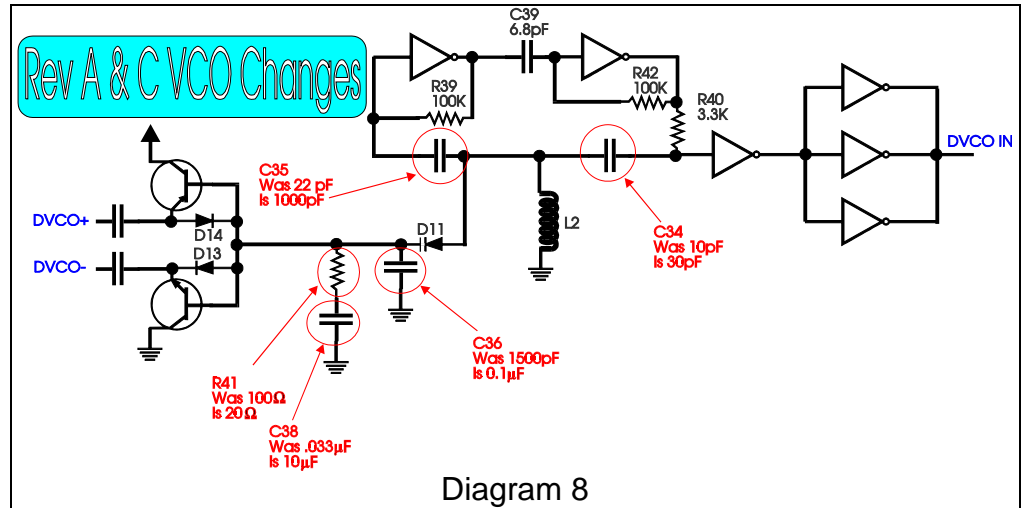 Rev A & C VCO Changes
C39
6.8pF
R39
100K
R42
100K
R40
3.3K
DVCO IN
C35
Was 22 pF
Is 1000pF
DVCO+
D14
D11
L2
C34
Was 10pF
Is 30pF
DVCO-
D13
C36
Was 1500pF
Is 0.1µF
R41
Was 100Ω
Is 20Ω
C38
Was .033µF
Is 10µF
Diagram 8